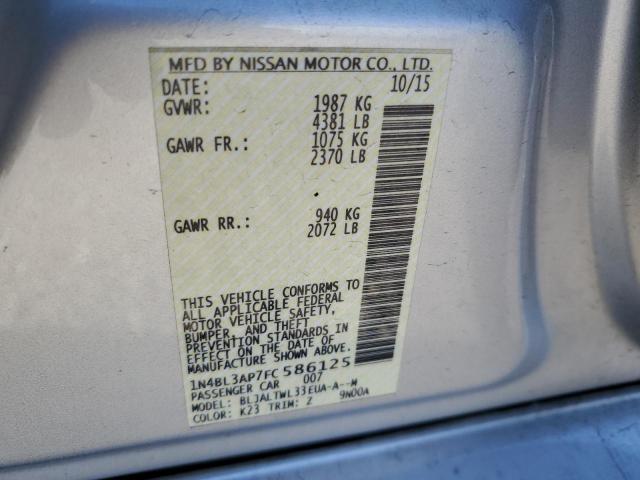 MFD BY NISSAN MOTOR CO., LTD.
DATE: 10/15
GVWR: 1987 KG
4381 LB
GAWR FR.: 1075 KG
2370 LB
GAWR RR.: 940 KG
2072 LB
THIS VEHICLE CONFORMS TO
ALL APPLICABLE FEDERAL
MOTOR VEHICLE SAFETY,
BUMPER, AND THEFT
PREVENTION STANDARDS IN
EFFECT ON THE DATE OF
MANUFACTURE SHOWN ABOVE.
1N4BL3AP7FC586125
PASSENGER CAR 007
MODEL: BLJALTWL33EUA-A--M
COLOR: K23 TRIM: Z 9N00A